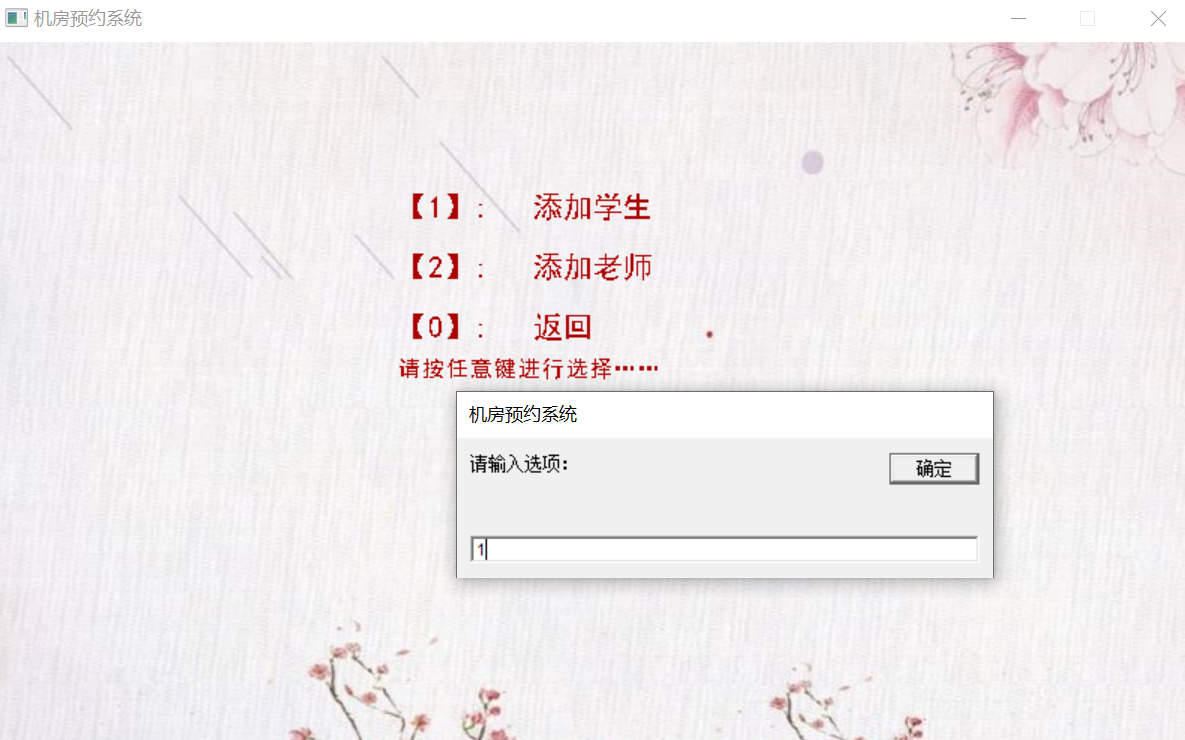 机房预约系统
【1】： 添加学生
【2】： 添加老师
【0】： 返回
请按任意键进行选择……
机房预约系统
请输入选项：
确定
1